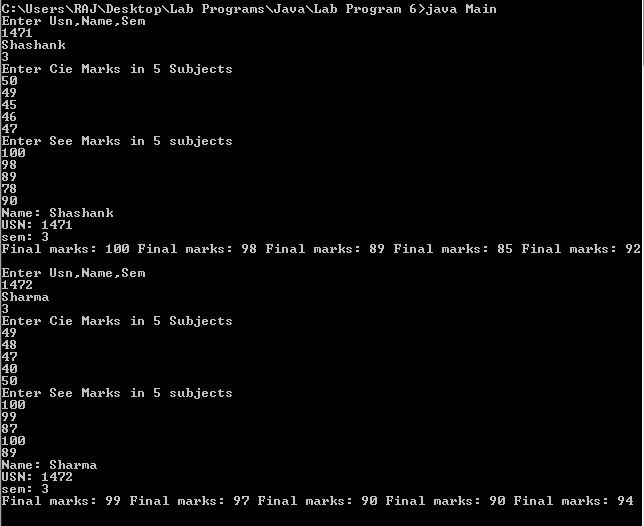 C:\Users\RAJ\Desktop\Lab Programs\Java\Lab Program 6>java Main
Enter Usn,Name,Sem
1471
Shashank
3
Enter Cie Marks in 5 Subjects
50
49
45
46
47
Enter See Marks in 5 subjects
100
98
89
78
90
Name: Shashank
USN: 1471
sem: 3
Final marks: 100 Final marks: 98 Final marks: 89 Final marks: 85 Final marks: 92
Enter Usn,Name,Sem
1472
Sharma
3
Enter Cie Marks in 5 Subjects
49
48
47
40
50
Enter See Marks in 5 subjects
100
99
87
100
89
Name: Sharma
USN: 1472
sem: 3
Final marks: 99 Final marks: 97 Final marks: 90 Final marks: 90 Final marks: 94